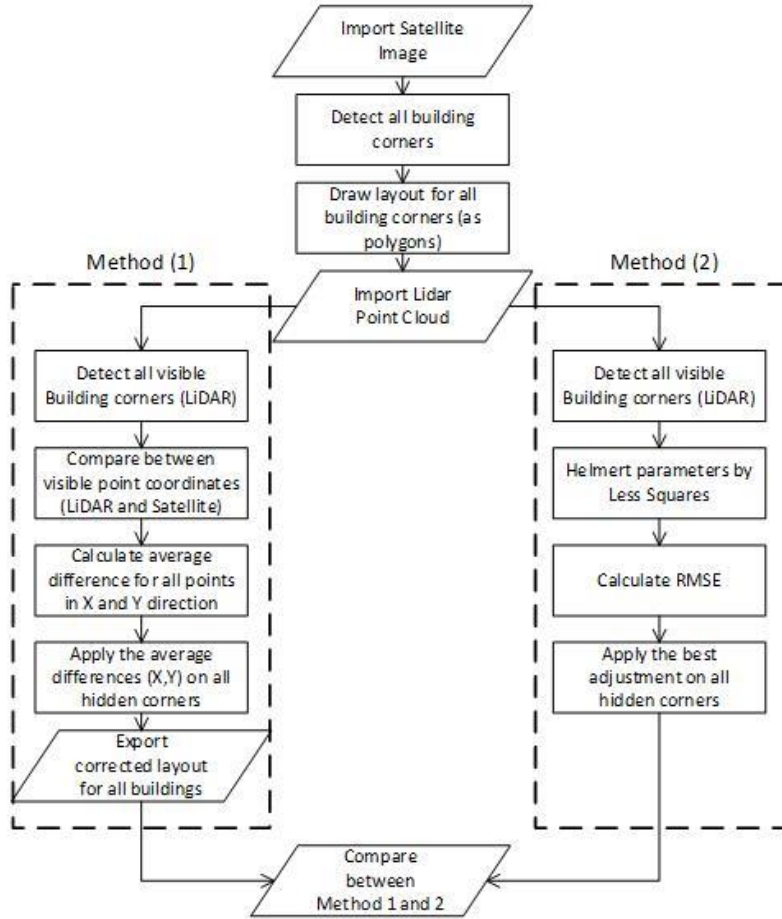 Import Satellite
Image
Detect all building
corners
Draw layout for all
building corners (as
polygons)
Import Lidar
Point Cloud
Method (1)
Detect all visible
Building corners (LiDAR)
Compare between
visible point coordinates
(LiDAR and Satellite)
Calculate average
difference for all points
in X and Y direction
Apply the average
differences (X,Y) on all
hidden corners
Export
corrected layout
for all buildings
Method (2)
Detect all visible
Building corners (LiDAR)
Helmert parameters by
Less Squares
Calculate RMSE
Apply the best
adjustment on all
hidden corners
Compare
between
Method 1 and 2